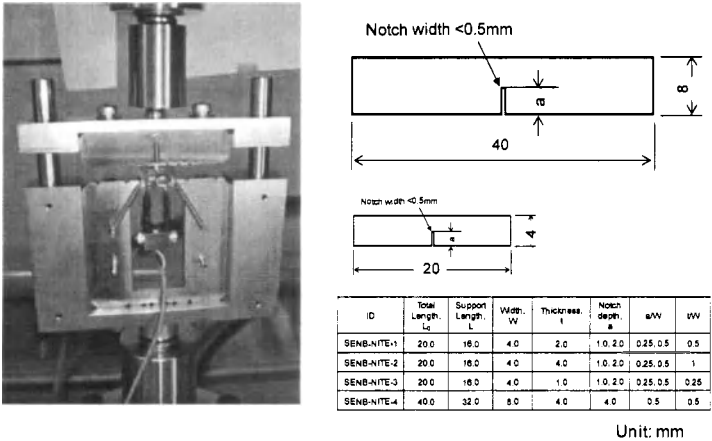 Notch width <0.5mm
a
8
40
Notch width <0.5mm
a
4
20
ID Total Length, L0 Support Length, L Width, W Thickness, t Notch depth, a a/W t/W
SENB-NITE-1 20.0 16.0 4.0 2.0 1.0, 2.0 0.25, 0.5 0.5
SENB-NITE-2 20.0 16.0 4.0 4.0 1.0, 2.0 0.25, 0.5 1
SENB-NITE-3 20.0 16.0 4.0 1.0 1.0, 2.0 0.25, 0.5 0.25
SENB-NITE-4 40.0 32.0 8.0 4.0 4.0 0.5 0.5
Unit: mm